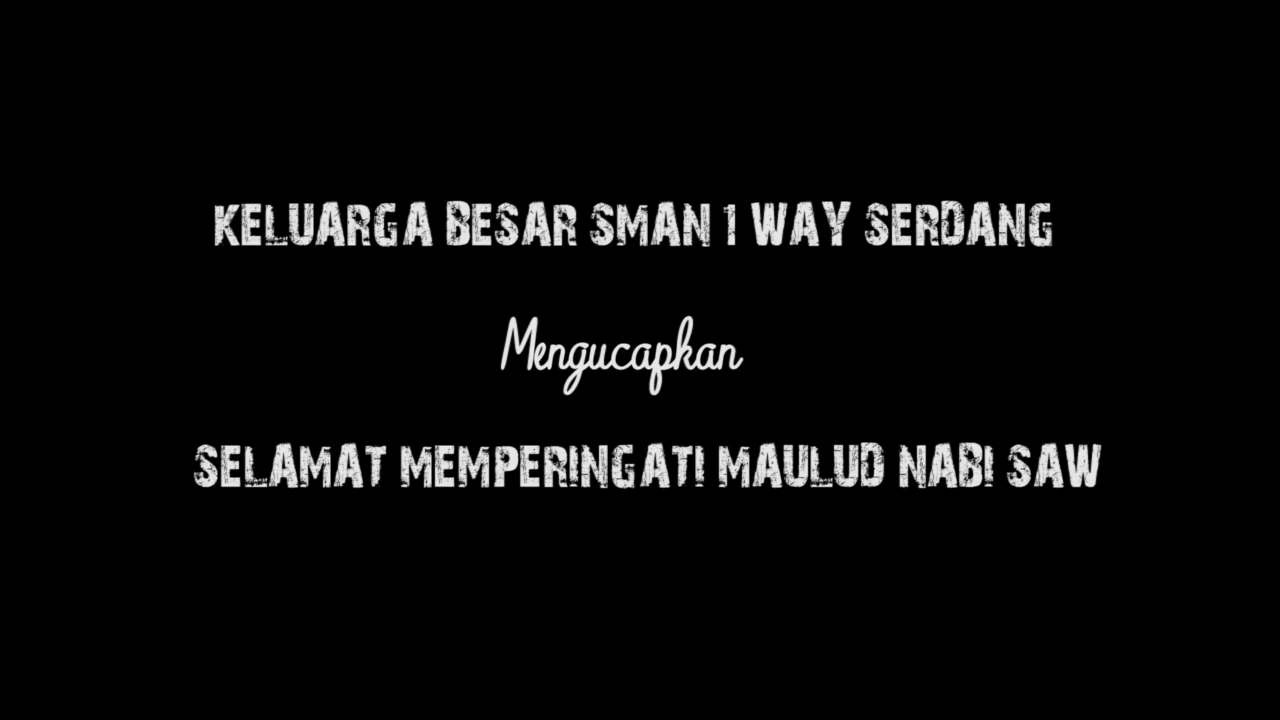 KELUARGA BESAR SMAN 1 WAY SERDANG
Mengucapkan
SELAMAT MEMPERINGATI MAULUD NABI SAW